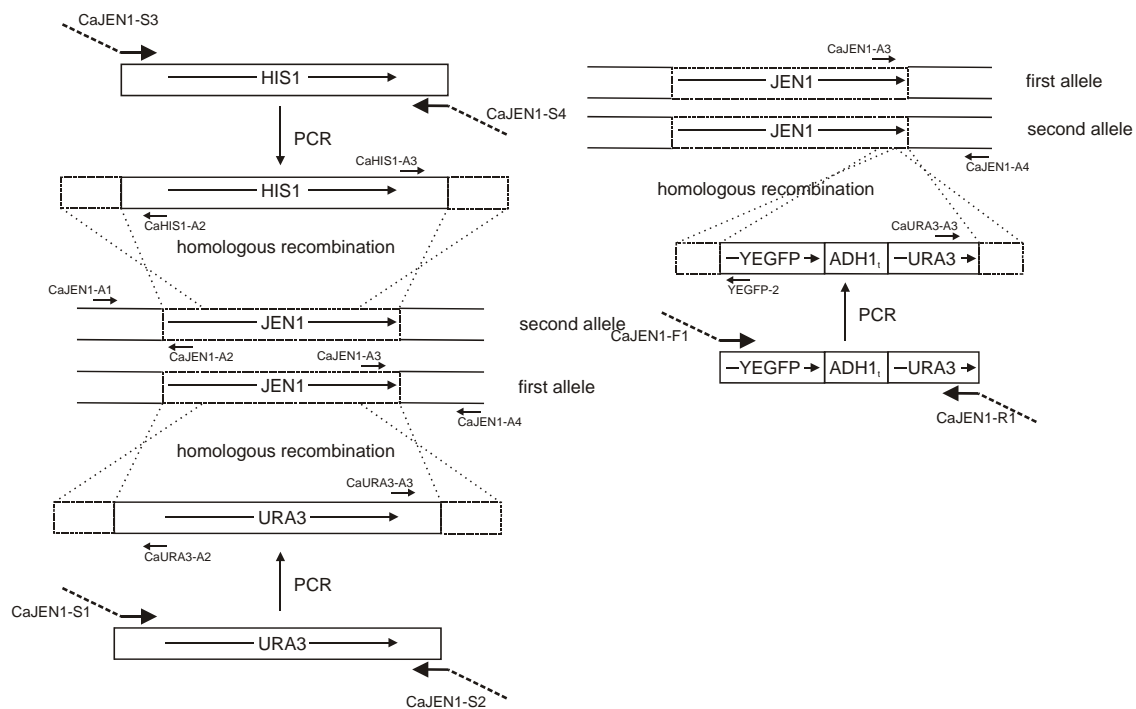 CaJEN1-S3
HIS1
CaJEN1-S4
PCR
CaHIS1-A3
HIS1
CaHIS1-A2
homologous recombination
CaJEN1-A1
JEN1
second allele
CaJEN1-A2
CaJEN1-A3
JEN1
first allele
CaJEN1-A4
homologous recombination
CaURA3-A3
URA3
CaURA3-A2
PCR
CaJEN1-S1
URA3
CaJEN1-S2
CaJEN1-A3
JEN1
first allele
JEN1
second allele
CaJEN1-A4
homologous recombination
CaURA3-A3
YEGFP ADH1t URA3
YEGFP-2
PCR
CaJEN1-F1
YEGFP ADH1t URA3
CaJEN1-R1